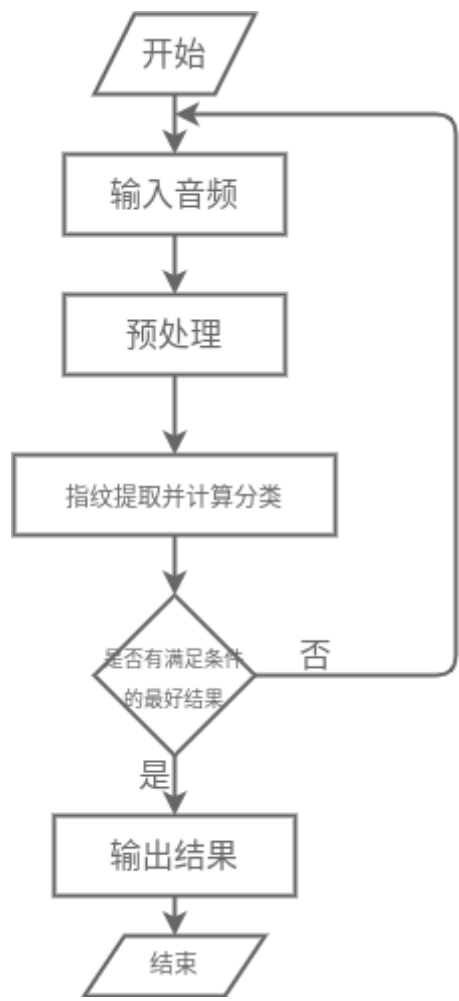 开始
输入音频
预处理
指纹提取并计算分类
是否有满足条件
的最好结果
否
是
输出结果
结束